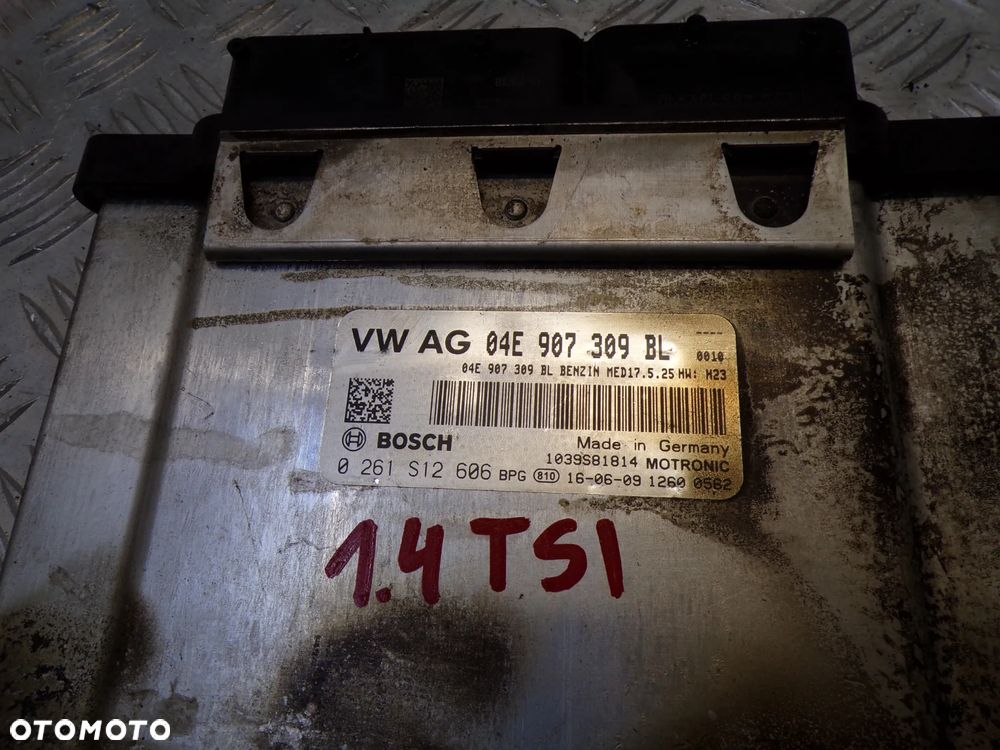 VW AG 04E 907 309 BL ----
0010
04E 907 309 BL BENZIN MED17.5.25 HW: H23
BOSCH Made in Germany
1039S81814 MOTRONIC
0 261 S12 606 BPG 810 16-06-09 1260 0562
1.4 TSI
OTOMOTO